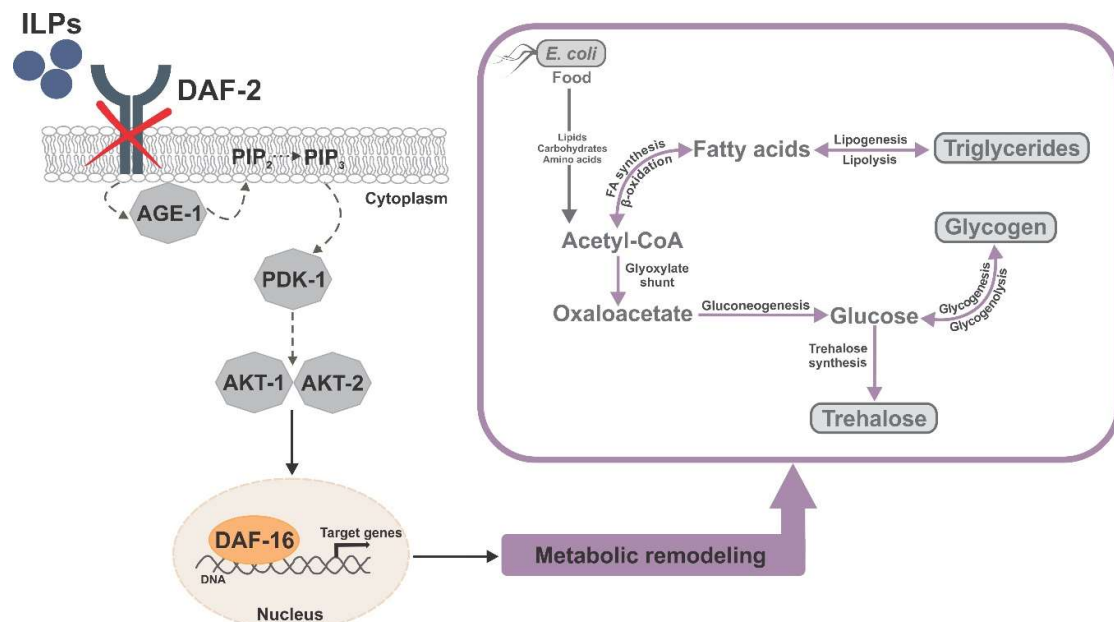 ILPs
DAF-2
PIP2
PIP3
Cytoplasm
AGE-1
PDK-1
AKT-1
AKT-2
DAF-16
Target genes
DNA
Nucleus
Metabolic remodeling
E. coli
Food
Lipids
Carbohydrates
Amino acids
FA synthesis
β-oxidation
Fatty acids
Lipogenesis
Lipolysis
Triglycerides
Acetyl-CoA
Glyoxylate
shunt
Oxaloacetate
Gluconeogenesis
Glucose
Glycogen
Glycogenesis
Glycogenolysis
Trehalose
synthesis
Trehalose